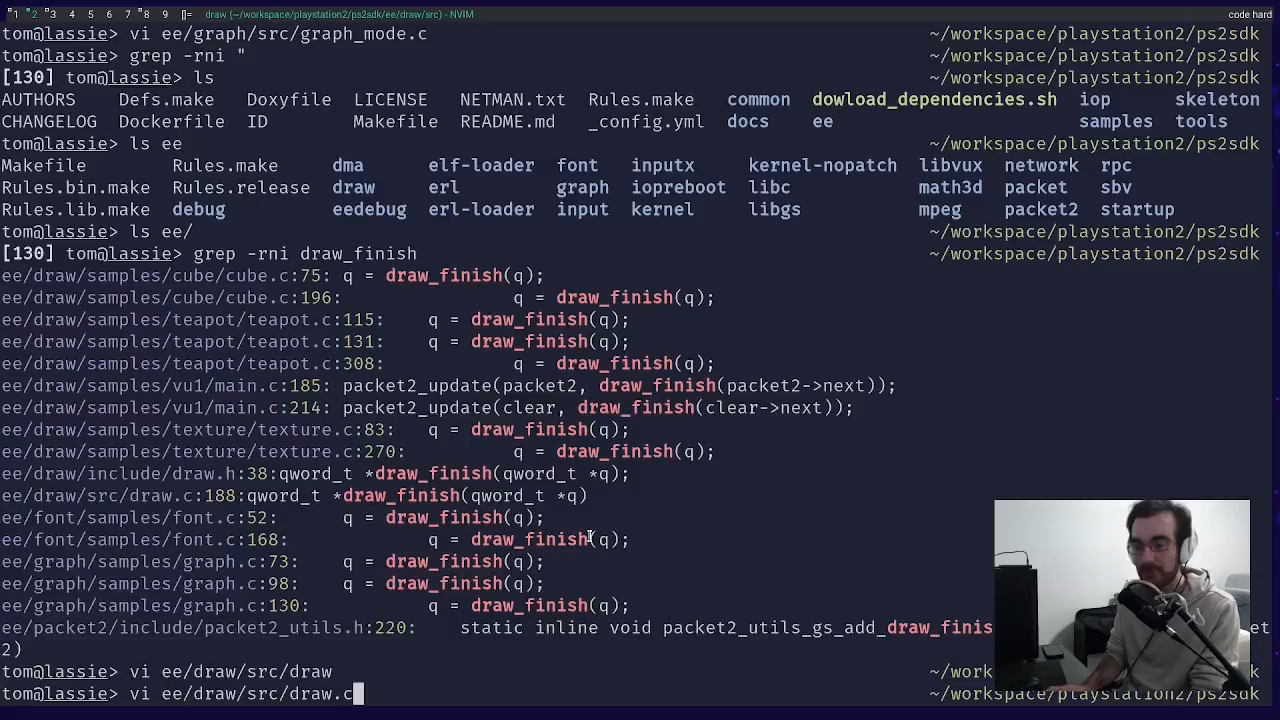 1 2 3 4 5 6 7 8 9 []= draw (~/workspace/playstation2/ps2sdk/ee/draw/src) - NVIM code hard
tom@lassie> vi ee/graph/src/graph_mode.c ~/workspace/playstation2/ps2sdk
tom@lassie> grep -rni " ~/workspace/playstation2/ps2sdk
[130] tom@lassie> ls ~/workspace/playstation2/ps2sdk
AUTHORS Defs.make Doxyfile LICENSE NETMAN.txt Rules.make common dowload_dependencies.sh iop skeleton
CHANGELOG Dockerfile ID Makefile README.md _config.yml docs ee samples tools
tom@lassie> ls ee ~/workspace/playstation2/ps2sdk
Makefile Rules.make dma elf-loader font inputx kernel-nopatch libvux network rpc
Rules.bin.make Rules.release draw erl graph iopreboot libc math3d packet sbv
Rules.lib.make debug eedebug erl-loader input kernel libgs mpeg packet2 startup
tom@lassie> ls ee/ ~/workspace/playstation2/ps2sdk
[130] tom@lassie> grep -rni draw_finish ~/workspace/playstation2/ps2sdk
ee/draw/samples/cube/cube.c:75: q = draw_finish(q);
ee/draw/samples/cube/cube.c:196: q = draw_finish(q);
ee/draw/samples/teapot/teapot.c:115: q = draw_finish(q);
ee/draw/samples/teapot/teapot.c:131: q = draw_finish(q);
ee/draw/samples/teapot/teapot.c:308: q = draw_finish(q);
ee/draw/samples/vu1/main.c:185: packet2_update(packet2, draw_finish(packet2->next));
ee/draw/samples/vu1/main.c:214: packet2_update(clear, draw_finish(clear->next));
ee/draw/samples/texture/texture.c:83: q = draw_finish(q);
ee/draw/samples/texture/texture.c:270: q = draw_finish(q);
ee/draw/include/draw.h:38:qword_t *draw_finish(qword_t *q);
ee/draw/src/draw.c:188:qword_t *draw_finish(qword_t *q)
ee/font/samples/font.c:52: q = draw_finish(q);
ee/font/samples/font.c:168: q = draw_finish(q);
ee/graph/samples/graph.c:73: q = draw_finish(q);
ee/graph/samples/graph.c:98: q = draw_finish(q);
ee/graph/samples/graph.c:130: q = draw_finish(q);
ee/packet2/include/packet2_utils.h:220: static inline void packet2_utils_gs_add_draw_finis et
2)
tom@lassie> vi ee/draw/src/draw ~/workspace/playstation2/ps2sdk
tom@lassie> vi ee/draw/src/draw.c ~/workspace/playstation2/ps2sdk